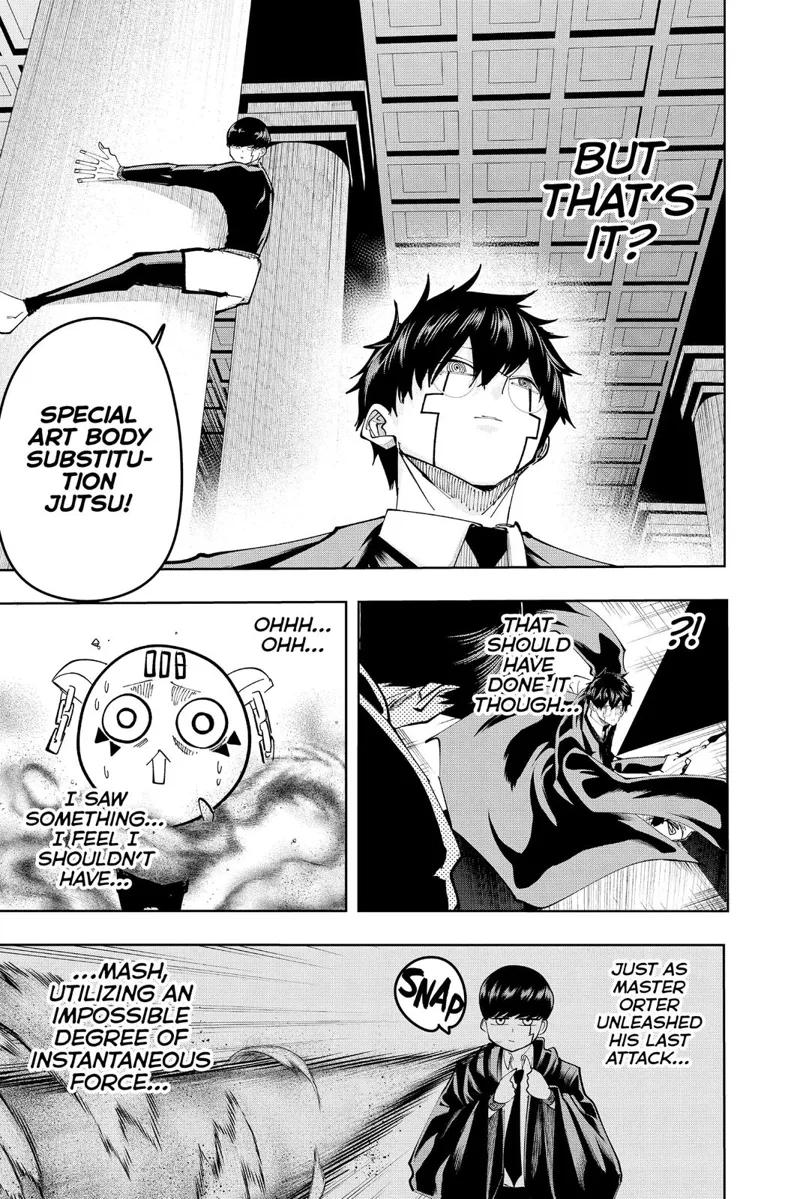 BUT
THAT'S
IT?
SPECIAL
ART BODY
SUBSTITU-
TION
JUTSU!
?!
THAT
SHOULD
HAVE
DONE IT
THOUGH...
OHHH...
OHH...
I SAW
SOMETHING...
I FEEL I
SHOULDN'T
HAVE...
JUST AS
MASTER
ORTER
UNLEASHED
HIS LAST
ATTACK...
SNAP
...MASH,
UTILIZING AN
IMPOSSIBLE
DEGREE OF
INSTANTANEOUS
FORCE...